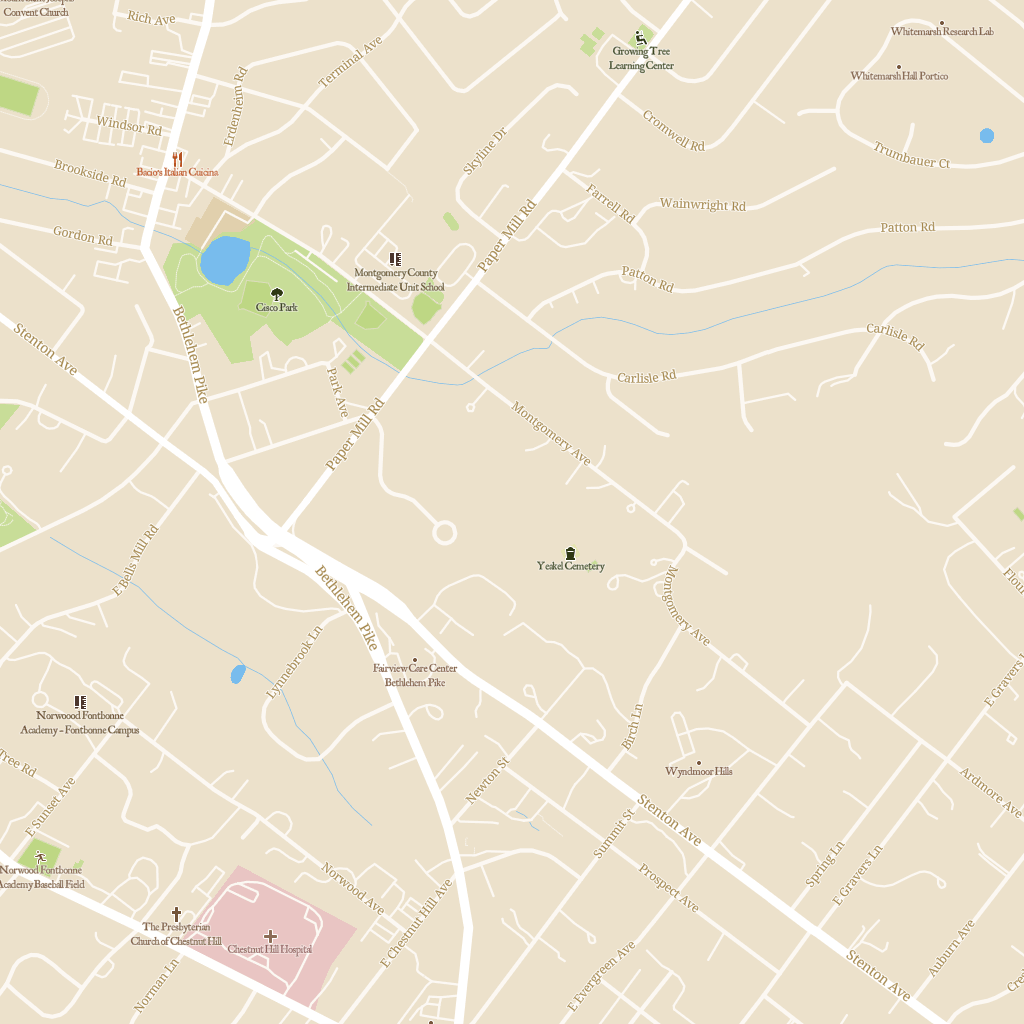 Convent Church
Rich Ave
Terminal Ave
Erdenheim Rd
Windsor Rd
Brookside Rd
Bacio's Italian Cuicina
Gordon Rd
Growing Tree
Learning Center
Whitemarsh Research Lab
Whitemarsh Hall Portico
Cromwell Rd
Trumbauer Ct
Skyline Dr
Farrell Rd
Wainwright Rd
Patton Rd
Paper Mill Rd
Patton Rd
Montgomery County
Intermediate Unit School
Cisco Park
Stenton Ave
Bethlehem Pike
Carlisle Rd
Carlisle Rd
Park Ave
Paper Mill Rd
Montgomery Ave
E Bells Mill Rd
Yeakel Cemetery
Bethlehem Pike
Montgomery Ave
Lynnebrook Ln
Fairview Care Center
Bethlehem Pike
E Gravers L
Norwoood Fontbonne
Academy - Fontbonne Campus
Birch Ln
Wyndmoor Hills
Tree Rd
E Sunset Ave
Newton St
Stenton Ave
Summit St
Ardmore Ave
Norwood Fontbonne
Academy Baseball Field
Norwood Ave
Prospect Ave
Spring Ln
E Gravers Ln
The Presbyterian
Church of Chestnut Hill
Chestnut Hill Hospital
E Chestnut Hill Ave
Norman Ln
E Evergreen Ave
Stenton Ave
Auburn Ave